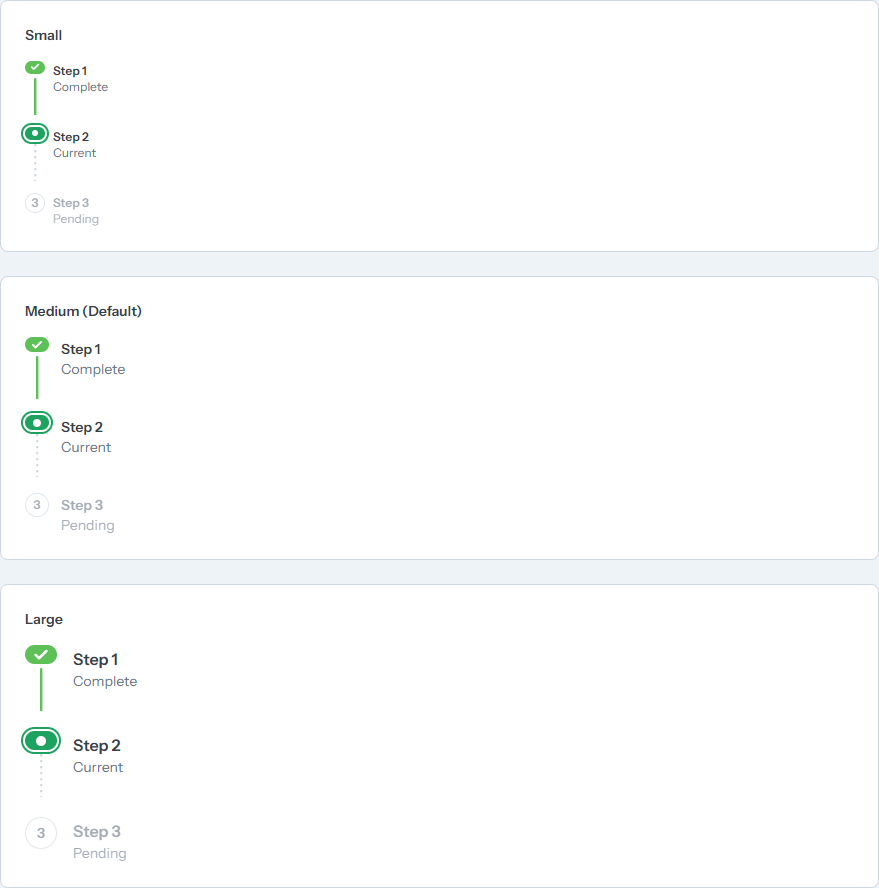 Small
Step 1
Complete
Step 2
Current
3 Step 3
Pending
Medium (Default)
Step 1
Complete
Step 2
Current
3 Step 3
Pending
Large
Step 1
Complete
Step 2
Current
3 Step 3
Pending